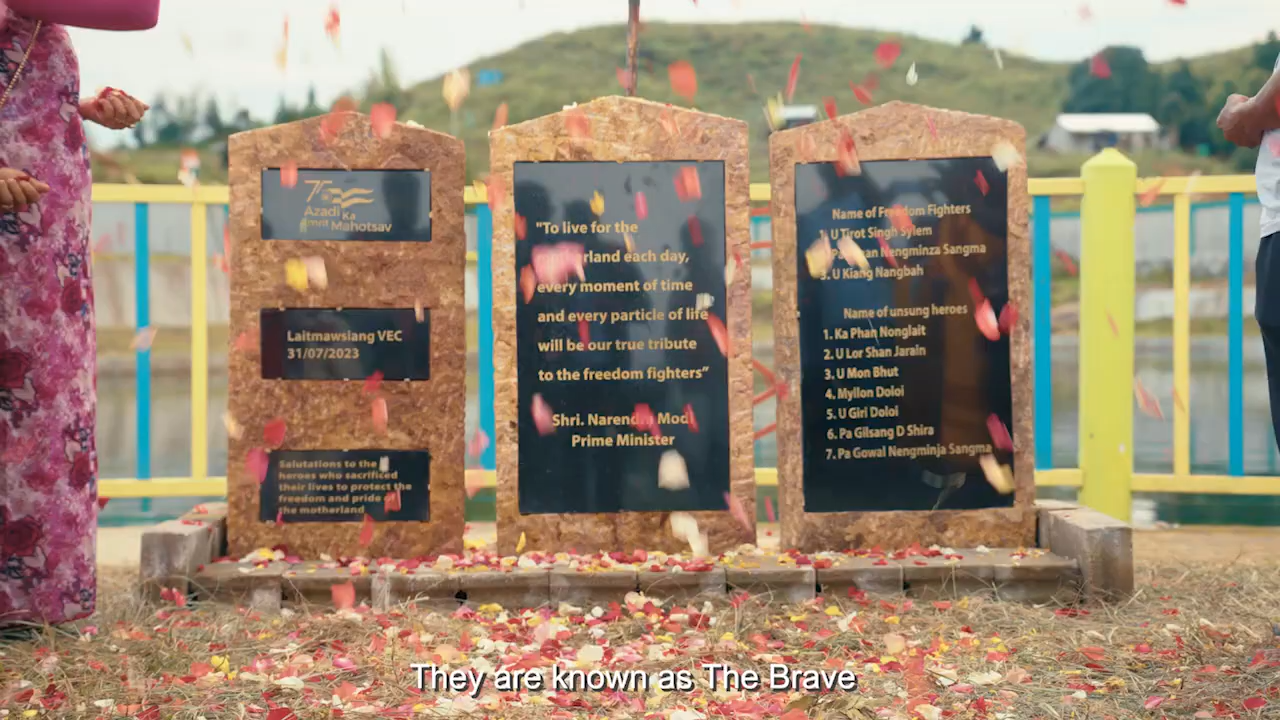 75
Azadi Ka
Amrit Mahotsav
Laitmawsiang VEC
31/07/2023
Salutations to the
heroes who sacrificed
their lives to protect the
freedom and pride of
the motherland
"To live for the
each day,
every moment of time
and every particle of life
will be our true tribute
to the freedom fighters”
Shri. Narendra Modi
Prime Minister
Name of Freedom Fighters
1. U Tirot Singh Syiem
Nengminza Sangma
3. U Kiang Nangbah
Name of unsung heroes
1. Ka Phan Nonglait
2. U Lor Shan Jarain
3. U Mon Bhut
4. Myllon Doloi
5. U Giri Doloi
6. Pa Gilsang D Shira
7. Pa Gowal Nengminja Sangma
They are known as The Brave